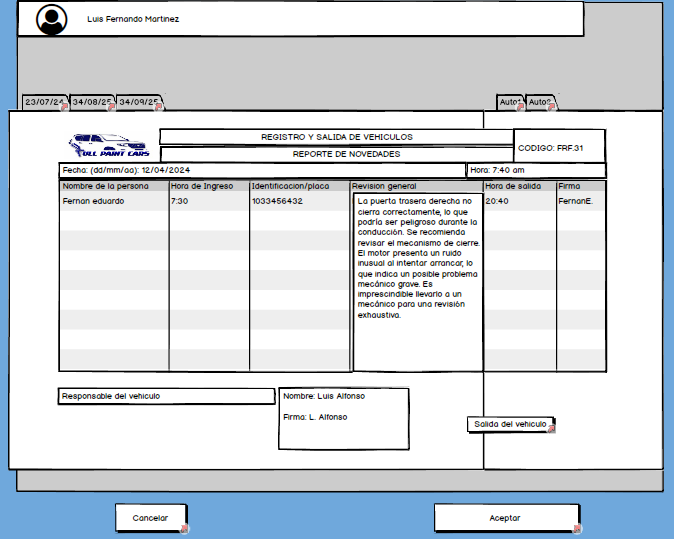 Luis Fernando Martinez
23/07/24 34/08/25 34/09/25 Auto1 Auto2
FULL PAINT CARS
REGISTRO Y SALIDA DE VEHICULOS
REPORTE DE NOVEDADES
CODIGO: FRF.31
Fecha: (dd/mm/aa): 12/04/2024 Hora: 7:40 am
Nombre de la persona Hora de Ingreso Identificacion/placa Revision general Hora de salida Firma
Fernan eduardo 7:30 1033456432 20:40 FernanE.
La puerta trasera derecha no
cierra correctamente, lo que
podría ser peligroso durante la
conducción. Se recomienda
revisar el mecanismo de cierre.
El motor presenta un ruido
inusual al intentar arrancar, lo
que indica un posible problema
mecánico grave. Es
imprescindible llevarlo a un
mecánico para una revisión
exhaustiva.
Responsable del vehiculo
Nombre: Luis Alfonso
Firma: L. Alfonso
Salida del vehiculo
Cancelar
Aceptar